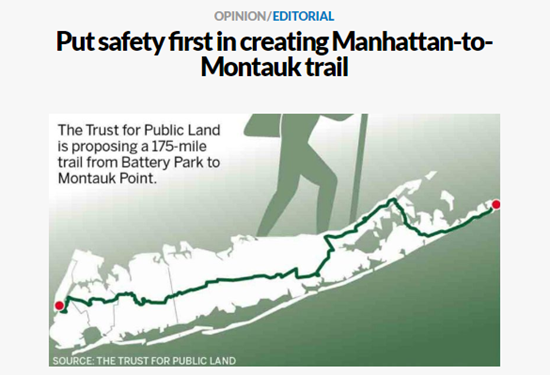 OPINION/EDITORIAL
Put safety first in creating Manhattan-to-
Montauk trail
The Trust for Public Land
is proposing a 175-mile
trail from Battery Park to
Montauk Point.
SOURCE: THE TRUST FOR PUBLIC LAND